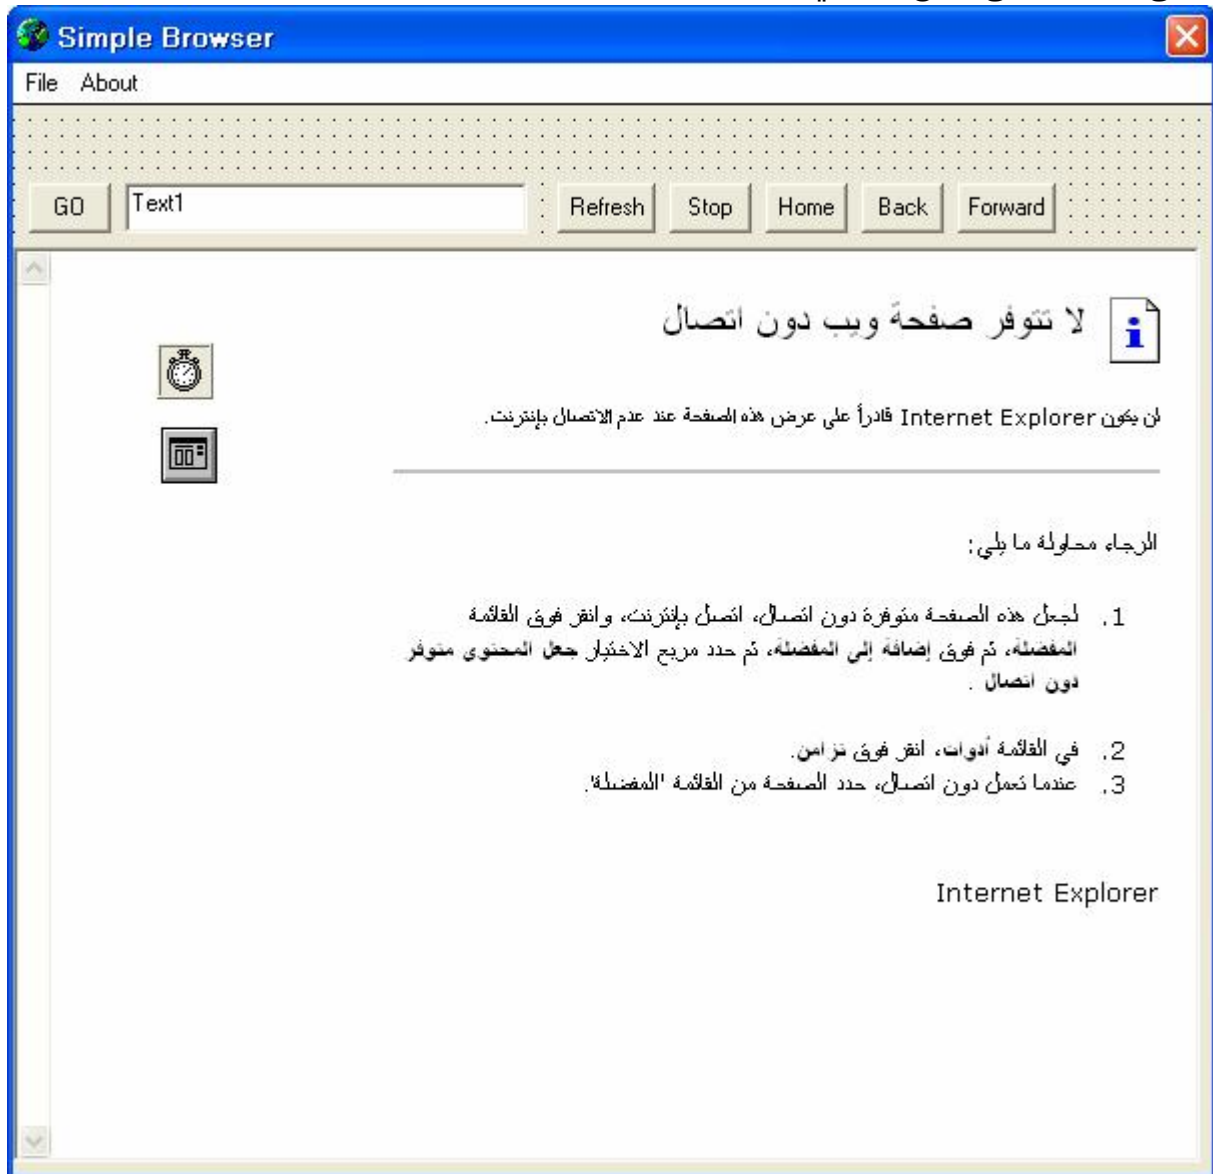 Simple Browser
File About
GO Text1 Refresh Stop Home Back Forward
لا تتوفر صفحة ويب دون اتصال
لن يكون Internet Explorer قادراً على عرض هذه الصفحة عند عدم الاتصال بإنترنت.
الرجاء محاولة ما يلي:
1. لجعل هذه الصفحة متوفرة دون اتصال، اتصل بإنترنت، وانقر فوق القائمة
المفضلة، ثم فوق إضافة إلى المفضلة، ثم حدد مربع الاختيار جعل المحتوى متوفر
دون اتصال .
2. في القائمة أدوات، انقر فوق تزامن.
3. عندما تعمل دون اتصال، حدد الصفحة من القائمة "المفضلة".
Internet Explorer